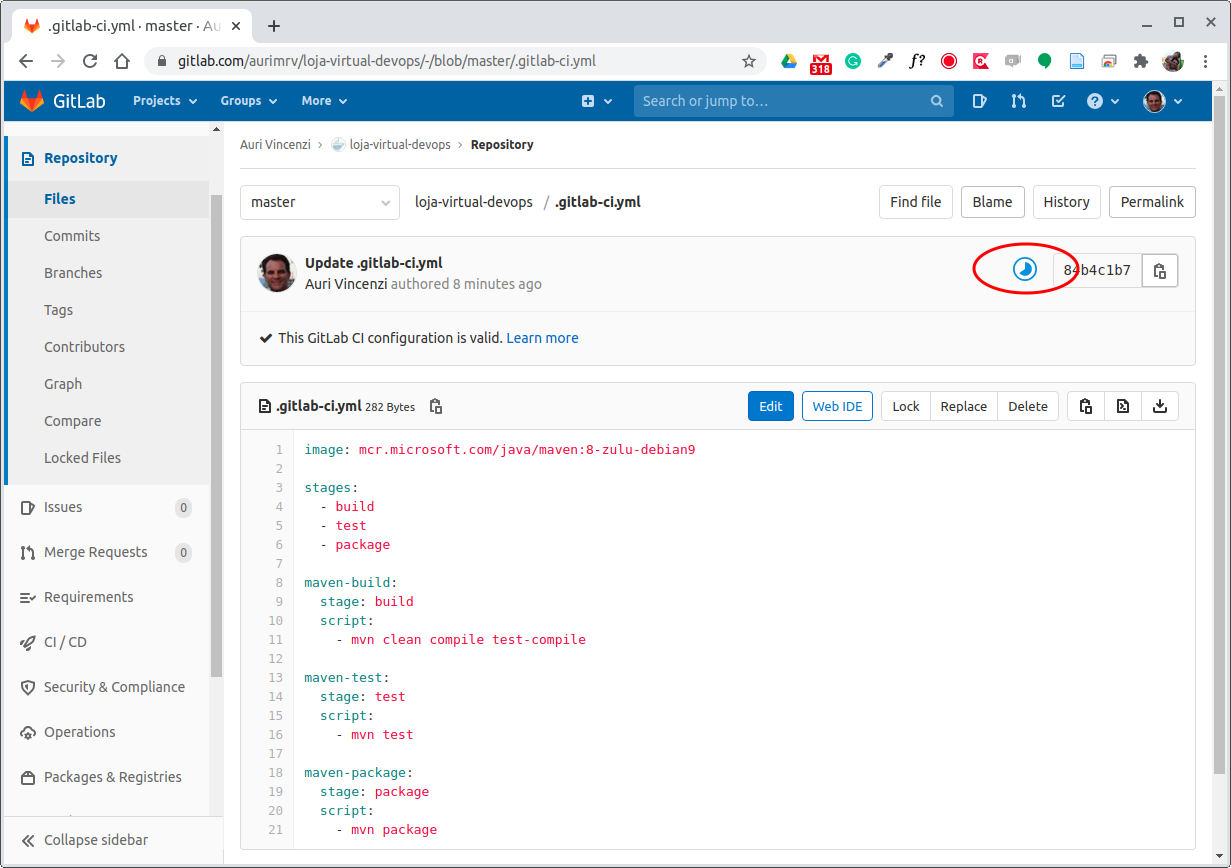 .gitlab-ci.yml · master · Au
gitlab.com/aurimrv/loja-virtual-devops/-/blob/master/.gitlab-ci.yml
f?
318
GitLab Projects Groups More Search or jump to…
Auri Vincenzi › loja-virtual-devops › Repository
Repository
Files
Commits
Branches
Tags
Contributors
Graph
Compare
Locked Files
Issues 0
Merge Requests 0
Requirements
CI / CD
Security & Compliance
Operations
Packages & Registries
Collapse sidebar
master loja-virtual-devops / .gitlab-ci.yml Find file Blame History Permalink
Update .gitlab-ci.yml
Auri Vincenzi authored 8 minutes ago
84b4c1b7
This GitLab CI configuration is valid. Learn more
.gitlab-ci.yml 282 Bytes Edit Web IDE Lock Replace Delete
1 image: mcr.microsoft.com/java/maven:8-zulu-debian9
2
3 stages:
4   - build
5   - test
6   - package
7
8 maven-build:
9   stage: build
10   script:
11     - mvn clean compile test-compile
12
13 maven-test:
14   stage: test
15   script:
16     - mvn test
17
18 maven-package:
19   stage: package
20   script:
21     - mvn package